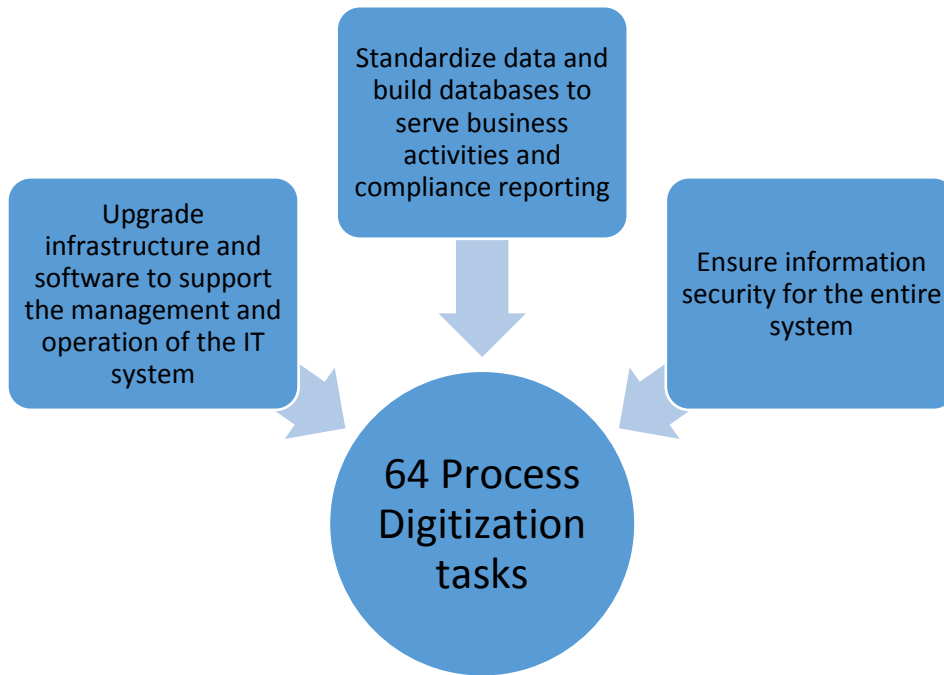 Standardize data and
build databases to
serve business
activities and
compliance reporting
Upgrade
infrastructure and
software to support
the management and
operation of the IT
system
Ensure information
security for the entire
system
64 Process
Digitization
tasks